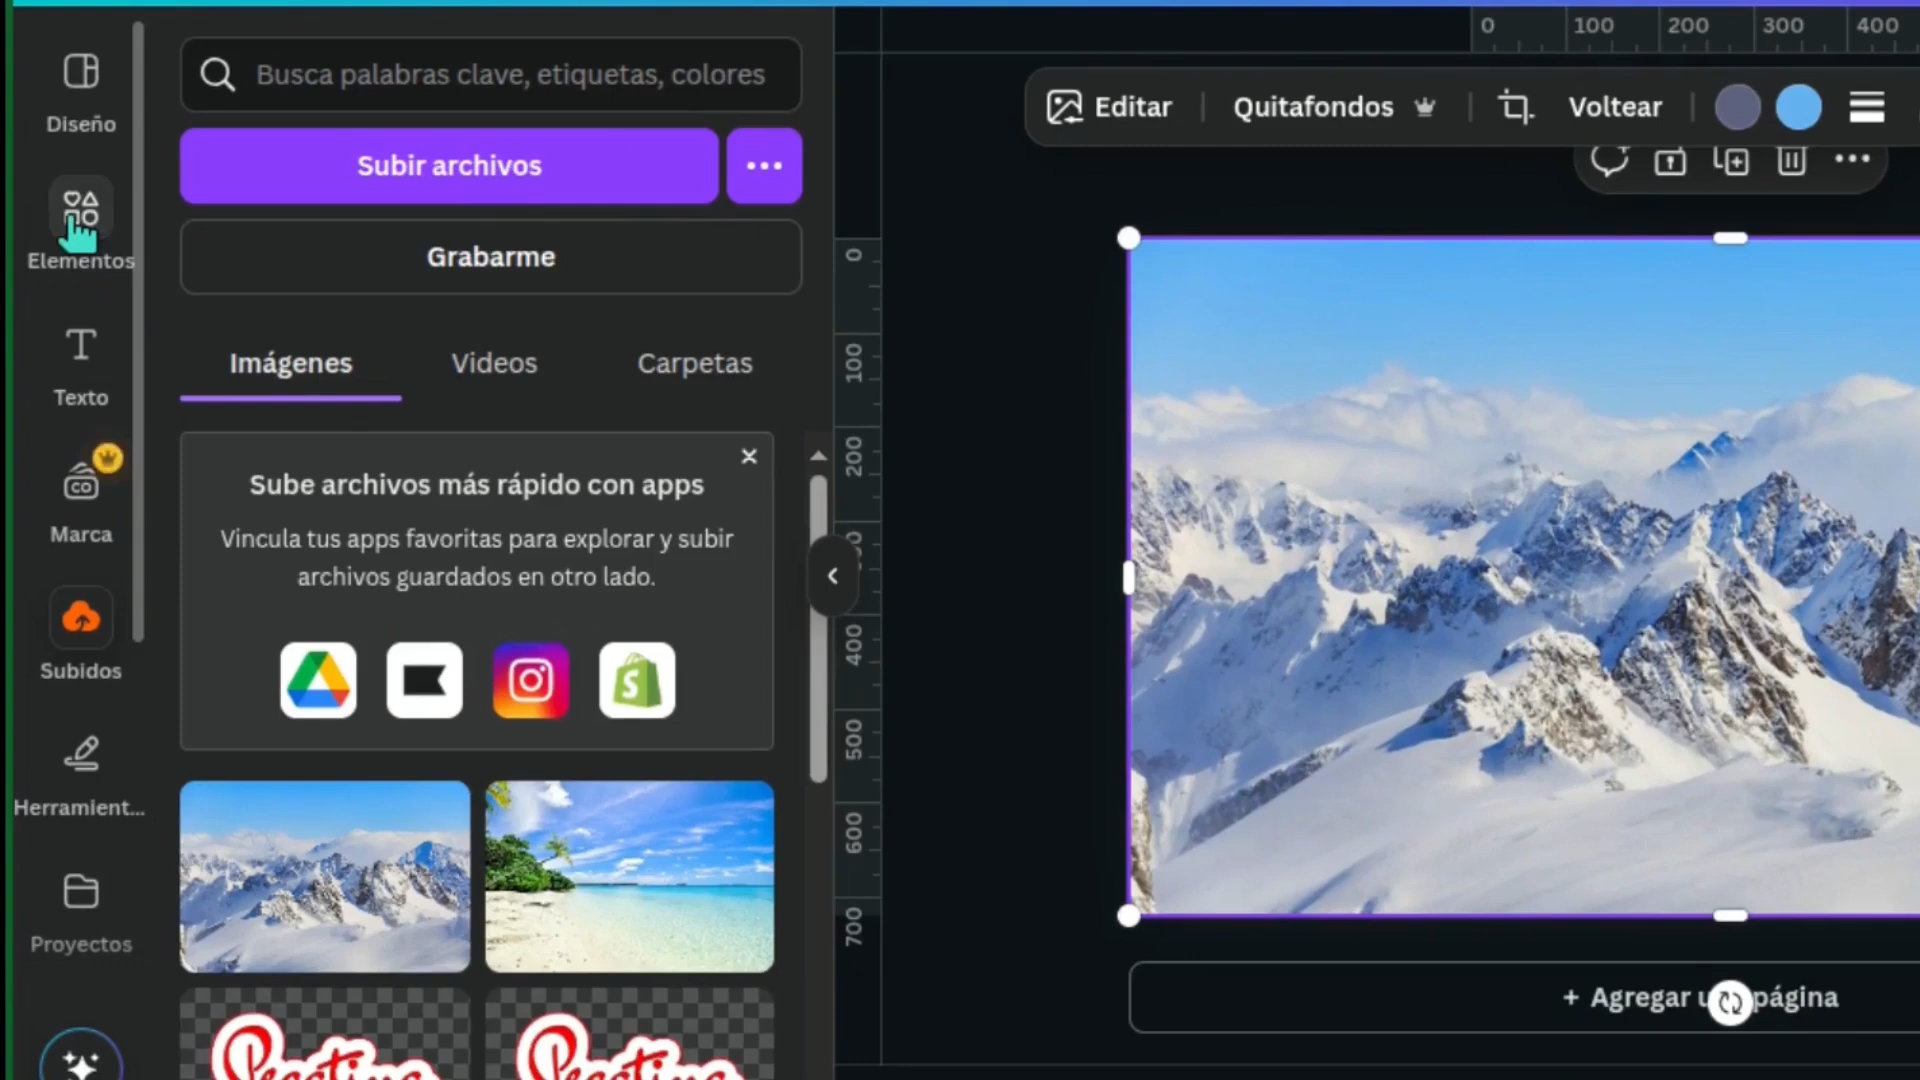 Diseño
Elementos
Texto
CO
Marca
Subidos
Herramient...
Proyectos
Busca palabras clave, etiquetas, colores
Subir archivos
Grabarme
Imágenes Videos Carpetas
Sube archivos más rápido con apps
Vincula tus apps favoritas para explorar y subir
archivos guardados en otro lado.
0 100 200 300 400
Editar Quitafondos Voltear
0
100
200
400
500
600
700
+ Agregar u página